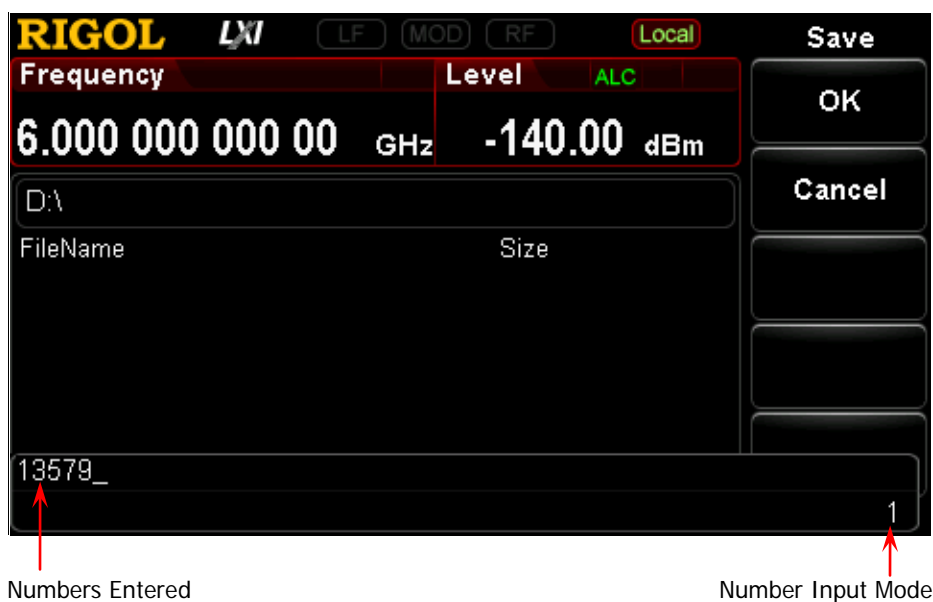 RIGOL LXI LF MOD RF Local Save
Frequency Level ALC
OK
6.000 000 000 00 GHz -140.00 dBm
Cancel
D:\
FileName Size
13579_
1
Numbers Entered Number Input Mode